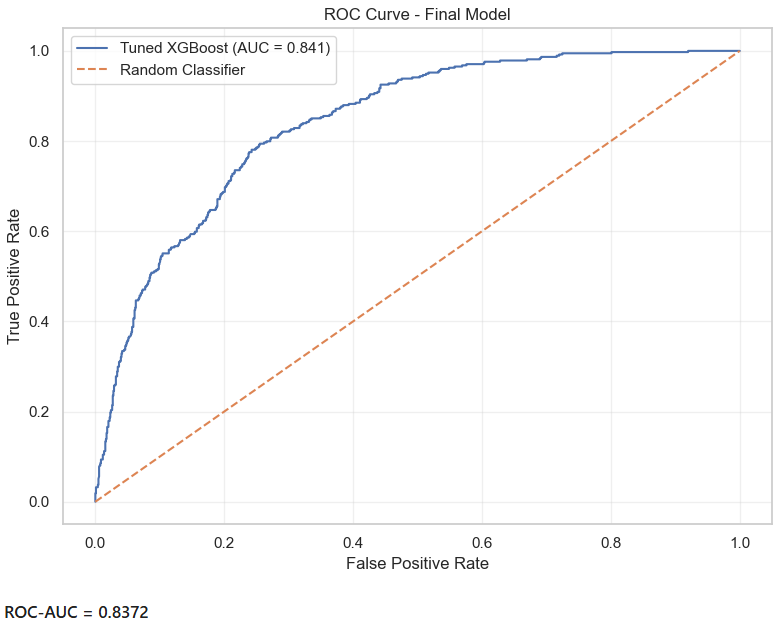 ROC Curve - Final Model
Tuned XGBoost (AUC = 0.841)
Random Classifier
True Positive Rate
1.0
0.8
0.6
0.4
0.2
0.0
0.0 0.2 0.4 0.6 0.8 1.0
False Positive Rate
ROC-AUC = 0.8372